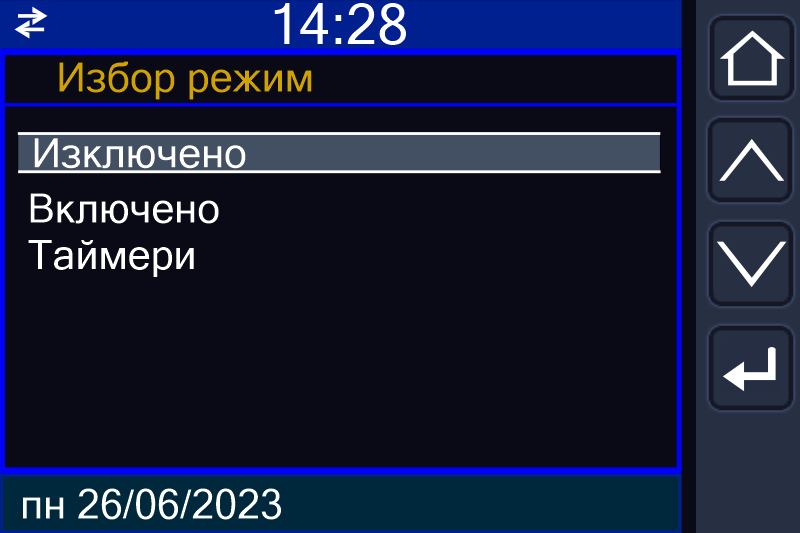 14:28
Избор режим
Изключено
Включено
Таймери
пн 26/06/2023